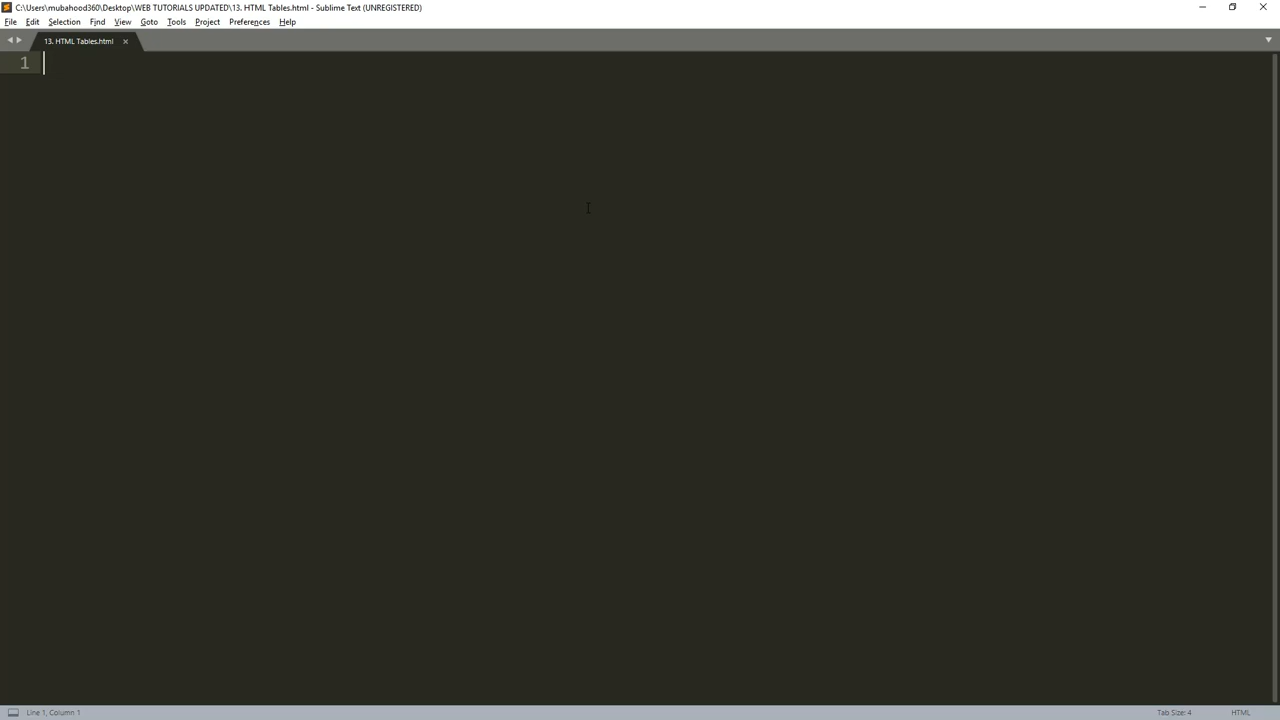 C:\Users\mubahood360\Desktop\WEB TUTORIALS UPDATED\13. HTML Tables.html - Sublime Text (UNREGISTERED)
File Edit Selection Find View Goto Tools Project Preferences Help
13. HTML Tables.html
1
Line 1, Column 1 Tab Size: 4 HTML